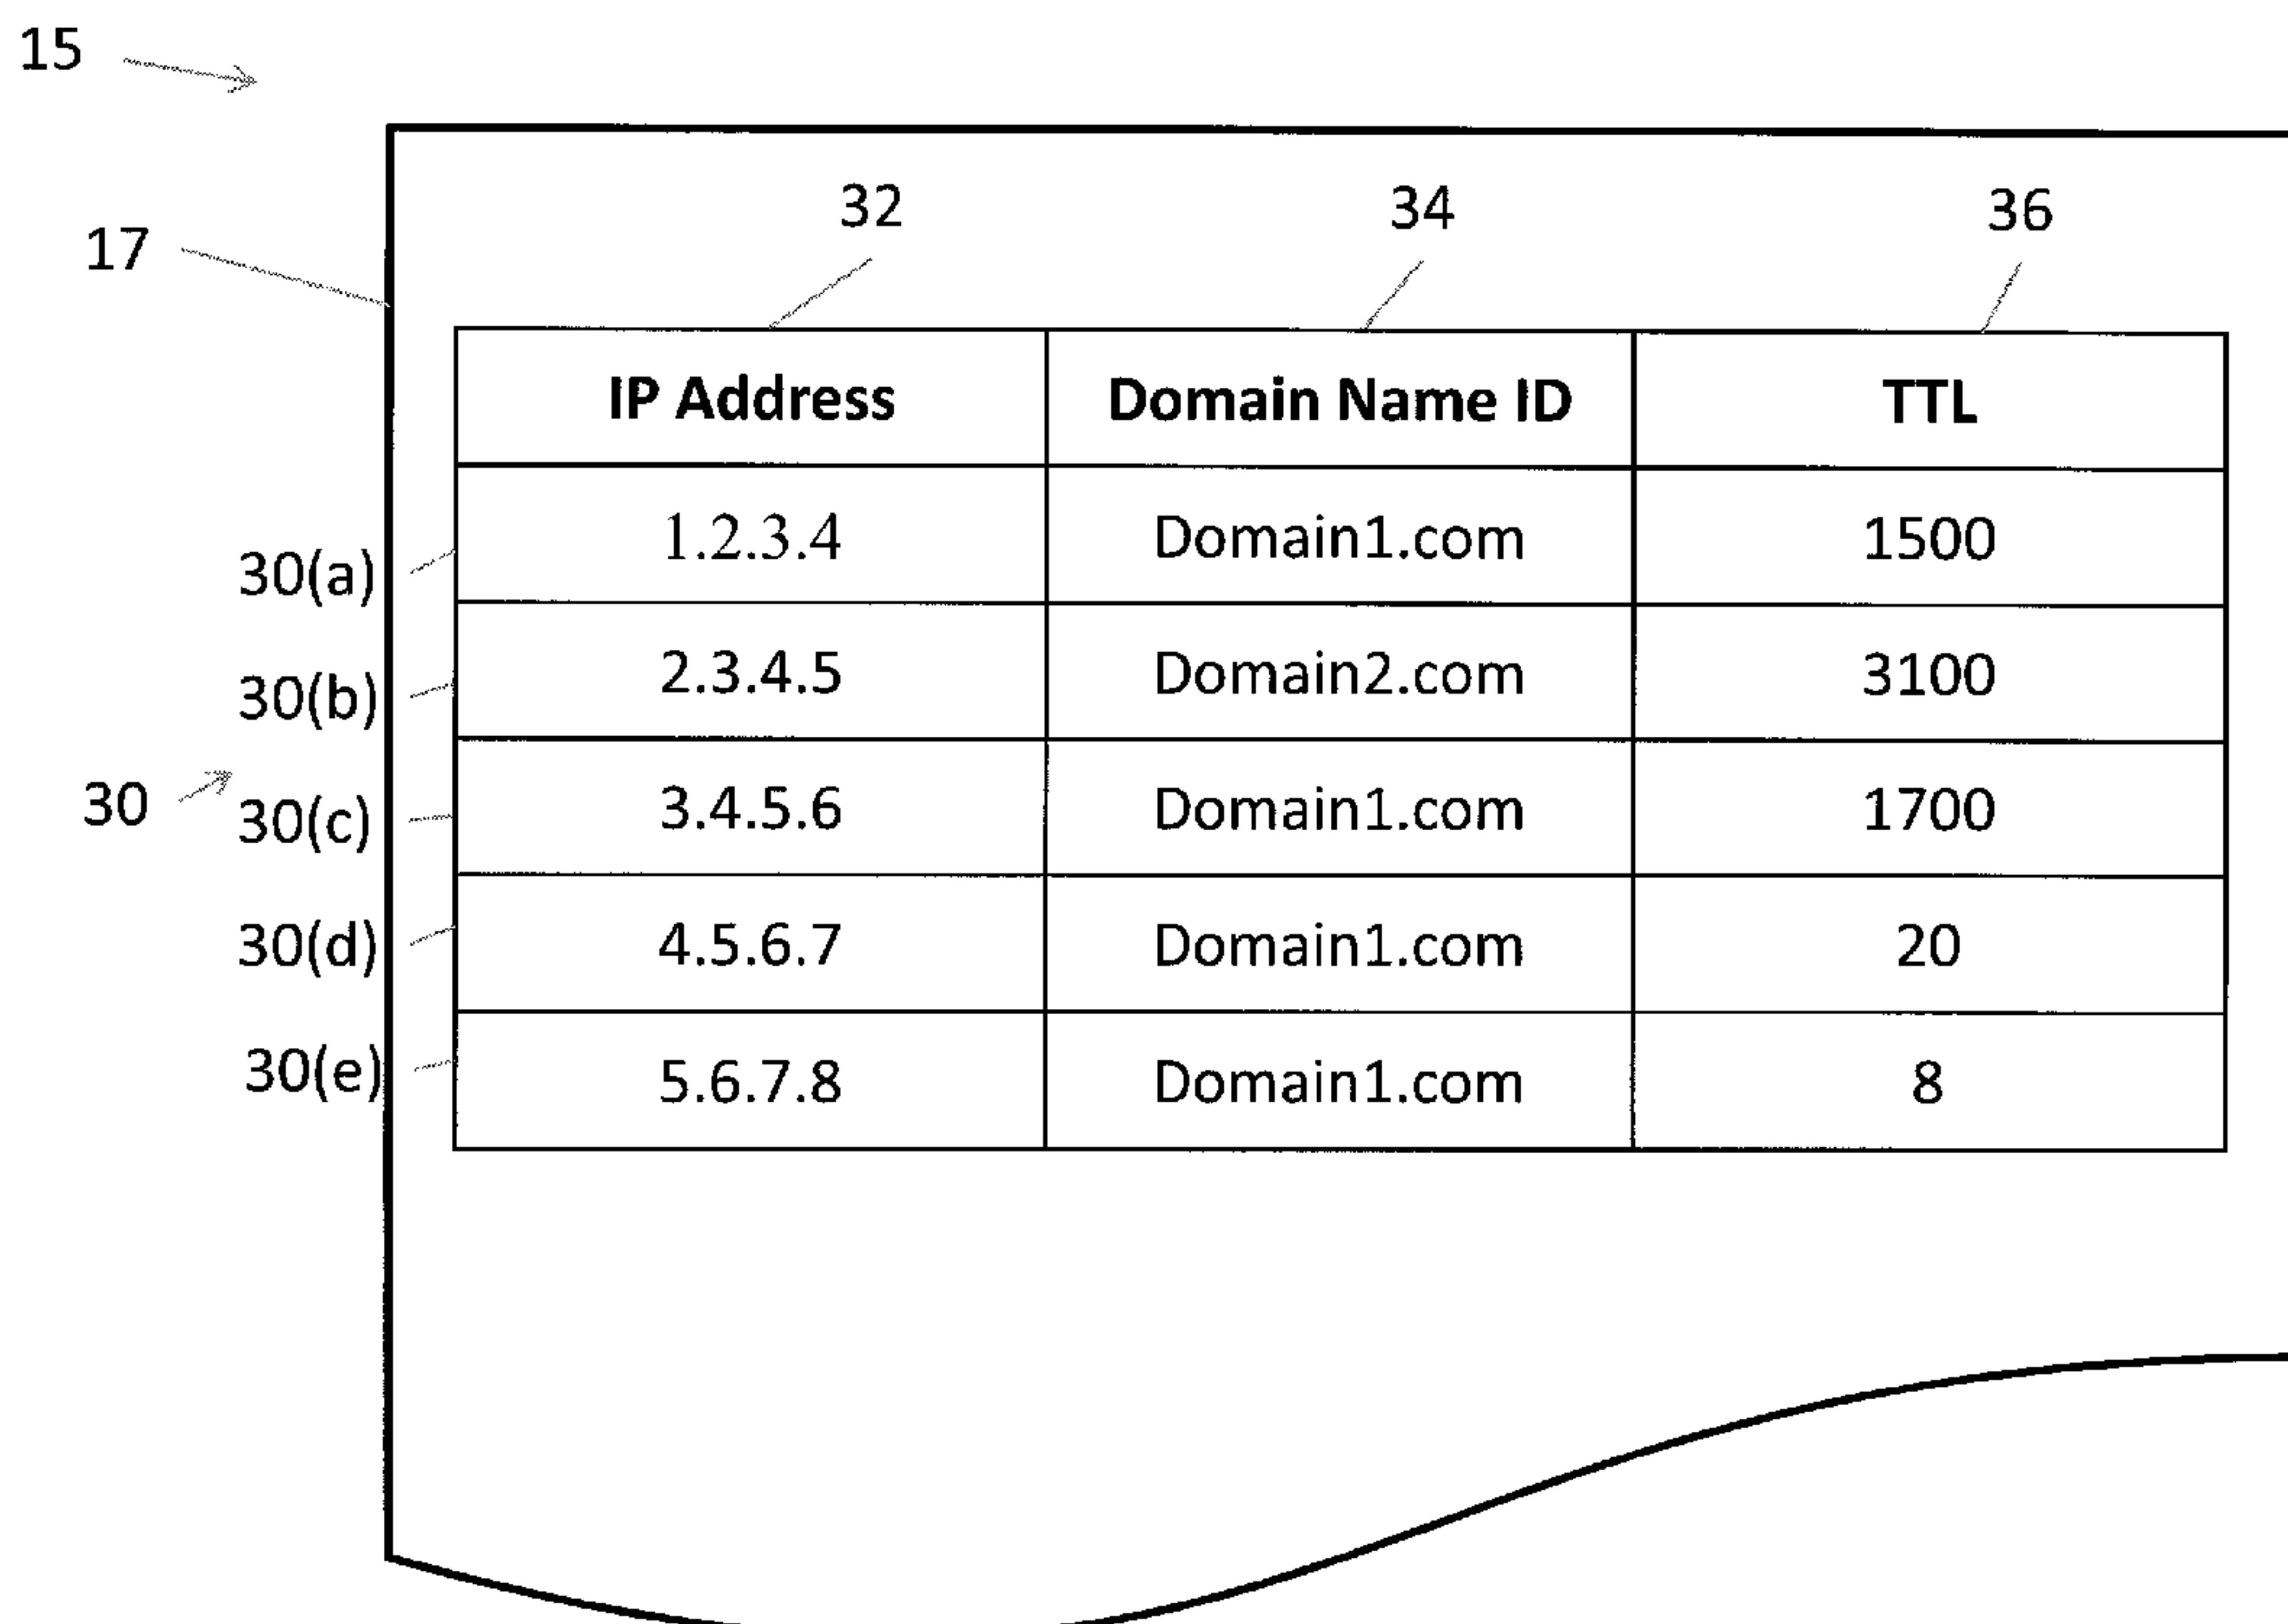 15
32 34 36
17
IP Address Domain Name ID TTL
30(a) 1.2.3.4 Domain1.com 1500
30(b) 2.3.4.5 Domain2.com 3100
30 30(c) 3.4.5.6 Domain1.com 1700
30(d) 4.5.6.7 Domain1.com 20
30(e) 5.6.7.8 Domain1.com 8